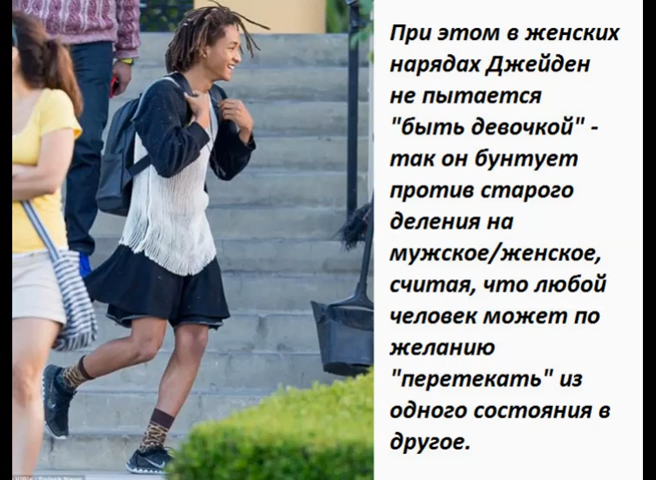 При этом в женских
нарядах Джейден
не пытается
"быть девочкой" -
так он бунтует
против старого
деления на
мужское/женское,
считая, что любой
человек может по
желанию
"перетекать" из
одного состояния в
другое.